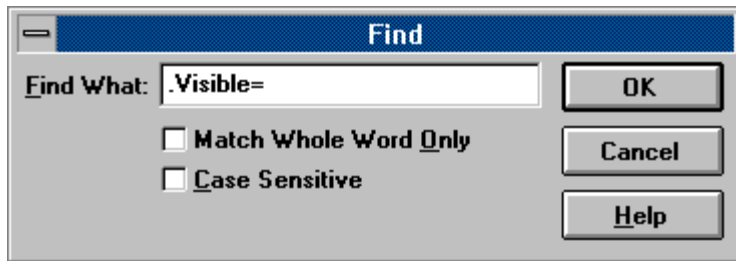 Find
Find What: .Visible= OK
Match Whole Word Only
Cancel
Case Sensitive
Help